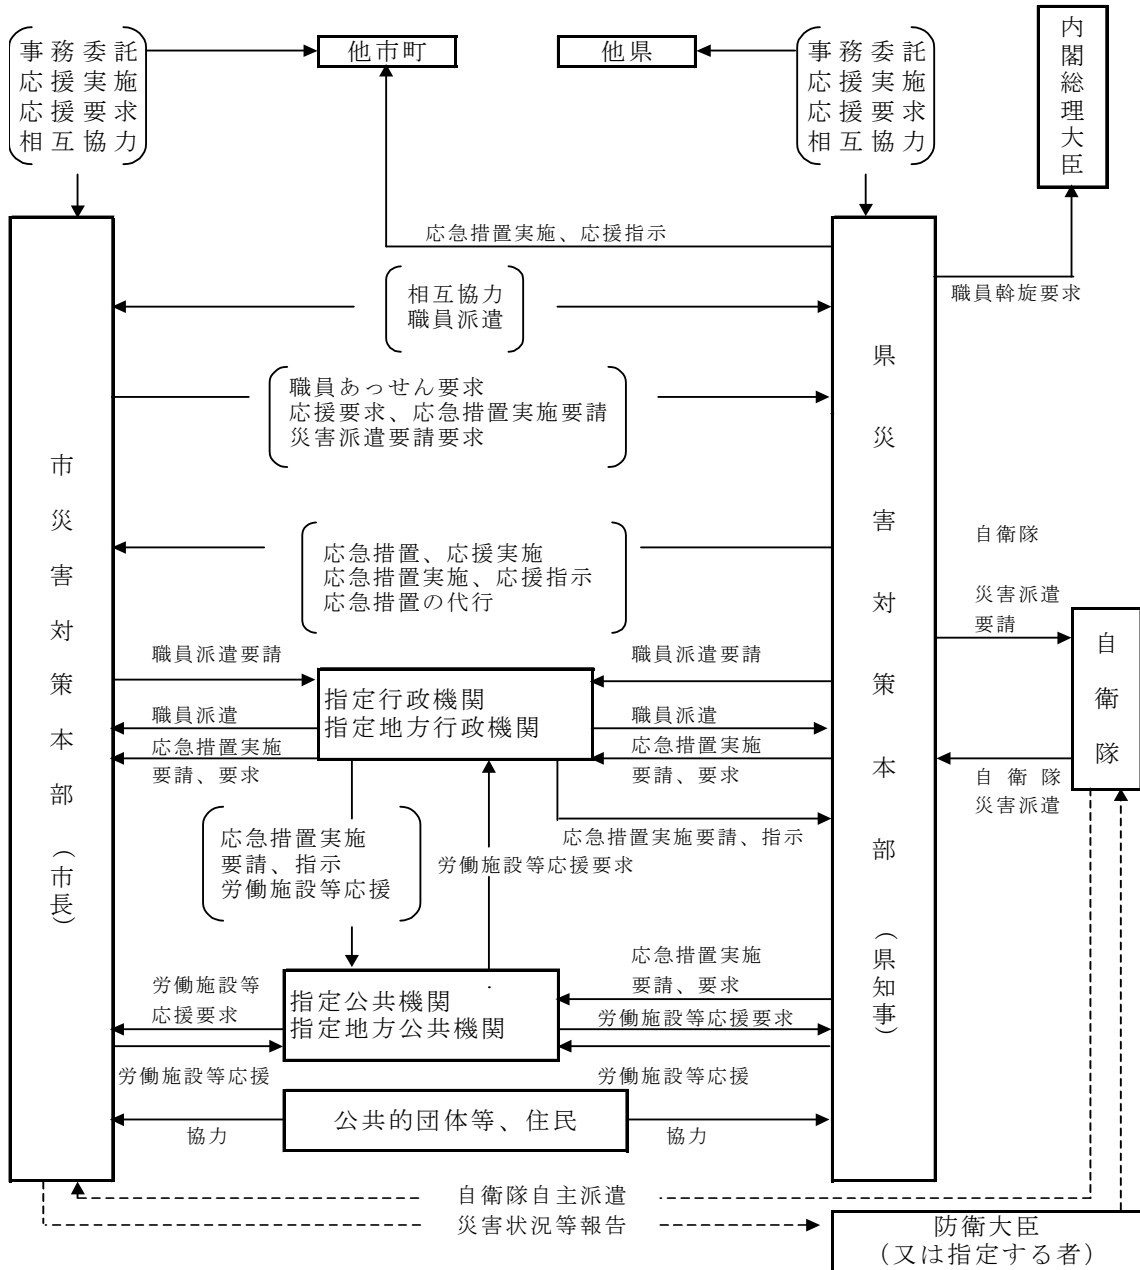 事務委託
応援実施
応援要求
相互協力
他市町
他県
事務委託
応援実施
応援要求
相互協力
内閣総理大臣
応急措置実施、応援指示
職員斡旋要求
相互協力
職員派遣
職員あっせん要求
応援要求、応急措置実施要請
災害派遣要請要求
市災害対策本部（市長）
県災害対策本部（県知事）
応急措置、応援実施
応急措置実施、応援指示
応急措置の代行
自衛隊
災害派遣
要請
自衛隊
職員派遣要請
職員派遣要請
指定行政機関
指定地方行政機関
職員派遣
職員派遣
応急措置実施
要請、要求
応急措置実施
要請、要求
自衛隊
災害派遣
応急措置実施
要請、指示
労働施設等応援
応急措置実施要請、指示
労働施設等応援要求
労働施設等
応援要求
指定公共機関
指定地方公共機関
応急措置実施
要請、要求
労働施設等応援要求
労働施設等応援
労働施設等応援
公共的団体等、住民
協力
協力
自衛隊自主派遣
災害状況等報告
防衛大臣
（又は指定する者）